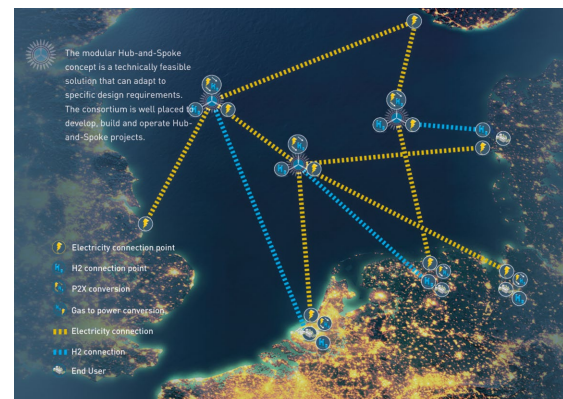 The modular Hub-and-Spoke
concept is a technically feasible
solution that can adapt to
specific design requirements.
The consortium is well placed to
develop, build and operate Hub-
and-Spoke projects.
Electricity connection point
H2 connection point
P2X conversion
Gas to power conversion
Electricity connection
H2 connection
End User